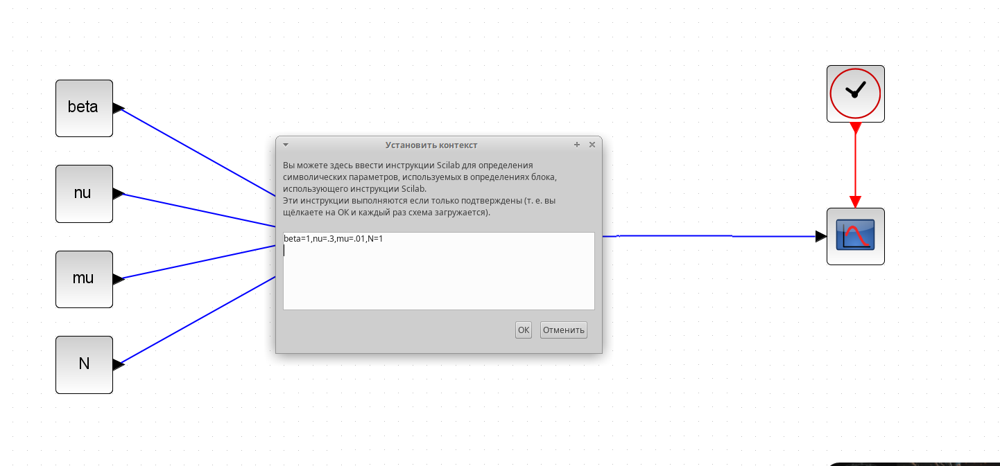 beta
nu
mu
N
Установить контекст
Вы можете здесь ввести инструкции Scilab для определения
символических параметров, используемых в определениях блока,
использующего инструкции Scilab.
Эти инструкции выполняются если только подтверждены (т. е. вы
щёлкаете на ОК и каждый раз схема загружается).
beta=1,nu=.3,mu=.01,N=1
ОК
Отменить